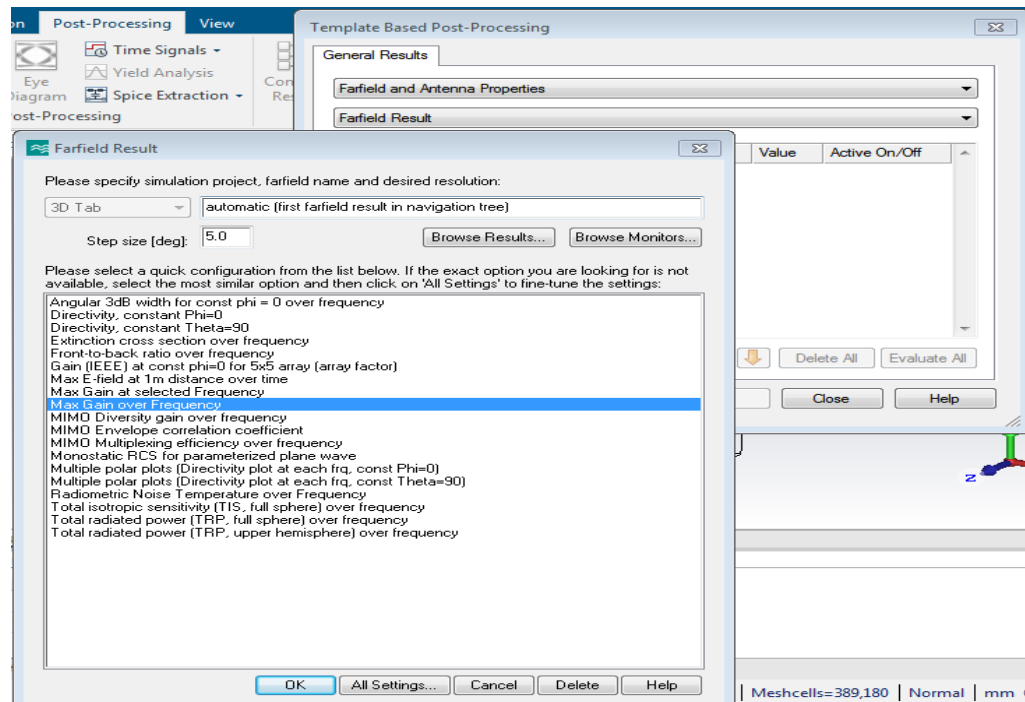 on Post-Processing View
Time Signals
Yield Analysis
Spice Extraction
Eye
Diagram
Con
Res
ost-Processing
Template Based Post-Processing
General Results
Farfield and Antenna Properties
Farfield Result
Value Active On/Off
Delete All Evaluate All
Close Help
Farfield Result
Please specify simulation project, farfield name and desired resolution:
3D Tab automatic (first farfield result in navigation tree)
Step size [deg]: 5.0 Browse Results... Browse Monitors...
Please select a quick configuration from the list below. If the exact option you are looking for is not
available, select the most similar option and then click on 'All Settings' to fine-tune the settings:
Angular 3dB width for const phi = 0 over frequency
Directivity, constant Phi=0
Directivity, constant Theta=90
Extinction cross section over frequency
Front-to-back ratio over frequency
Gain (IEEE) at const phi=0 for 5x5 array (array factor)
Max E-field at 1m distance over time
Max Gain at selected Frequency
Max Gain over Frequency
MIMO Diversity gain over frequency
MIMO Envelope correlation coefficient
MIMO Multiplexing efficiency over frequency
Monostatic RCS for parameterized plane wave
Multiple polar plots (Directivity plot at each frq, const Phi=0)
Multiple polar plots (Directivity plot at each frq, const Theta=90)
Radiometric Noise Temperature over Frequency
Total isotropic sensitivity (TIS, full sphere) over frequency
Total radiated power (TRP, full sphere) over frequency
Total radiated power (TRP, upper hemisphere) over frequency
OK All Settings... Cancel Delete Help
z
Meshcells=389,180 Normal mm